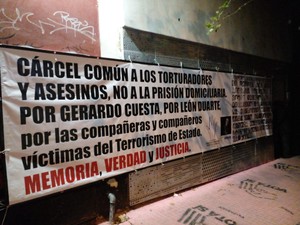 CÁRCEL COMÚN A LOS TORTURADORES
Y ASESINOS, NO A LA PRISIÓN DOMICILIARIA.
POR GERARDO CUESTA, POR LEÓN DUARTE.
por las compañeras y compañeros
víctimas del Terrorismo de Estado.
MEMORIA, VERDAD y JUSTICIA.